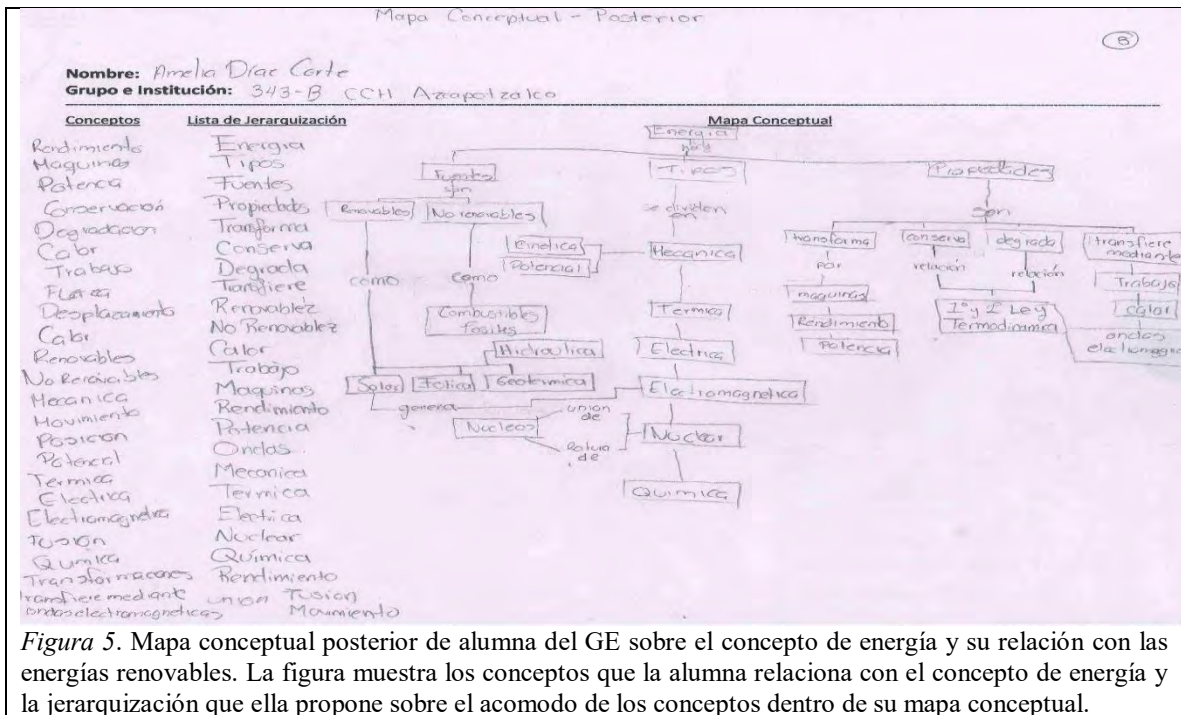 Mapa Conceptual - Posterior
B
Nombre: Amelia Díaz Corte
Grupo e Institución: 343-B CCH Azcapotzalco
Conceptos
Rendimiento
Maquinas
Potencia
Conservación
Degradacion
Calor
Trabajo
Desplazamiento
Calor
Renovables
No Renovables
Mecanica
Movimiento
Posicion
Potencial
Termica
Electrica
Electromagnetica
Fusión
Quimica
Transformaciones
transfiere mediante
ondas electromagneticas
Lista de Jerarquización
Energia
Tipos
Fuentes
Propiedades
Transforma
Conserva
Degrada
Transfiere
Renovablez
No Renovablez
Calor
Trabajo
Maquinas
Rendimiento
Potencia
Ondas
Mecanica
Termica
Electrica
Nuclear
Química
Rendimiento
union Fusion
Movimiento
Mapa Conceptual
Energia
hay
Fuentes
son
Renovables
No renovables
como
como
Combustibles
fosiles
Hidraulica
Solar
Eolica
Geotermica
genera
Tipos
se dividen
en
Cinetica
Potencial
Mecanica
Termica
Electrica
Electromagnetica
Nucleos
union
de
Rotura
de
Nuclear
Quimica
Propiedades
son
transforma
conserva
degrada
transfiere
mediante
por
relación
relación
maquinas
Rendimiento
Potencia
1º y 2º Ley
Termodinamica
Trabajo
Calor
ondas
electromagne
Figura 5. Mapa conceptual posterior de alumna del GE sobre el concepto de energía y su relación con las
energías renovables. La figura muestra los conceptos que la alumna relaciona con el concepto de energía y
la jerarquización que ella propone sobre el acomodo de los conceptos dentro de su mapa conceptual.